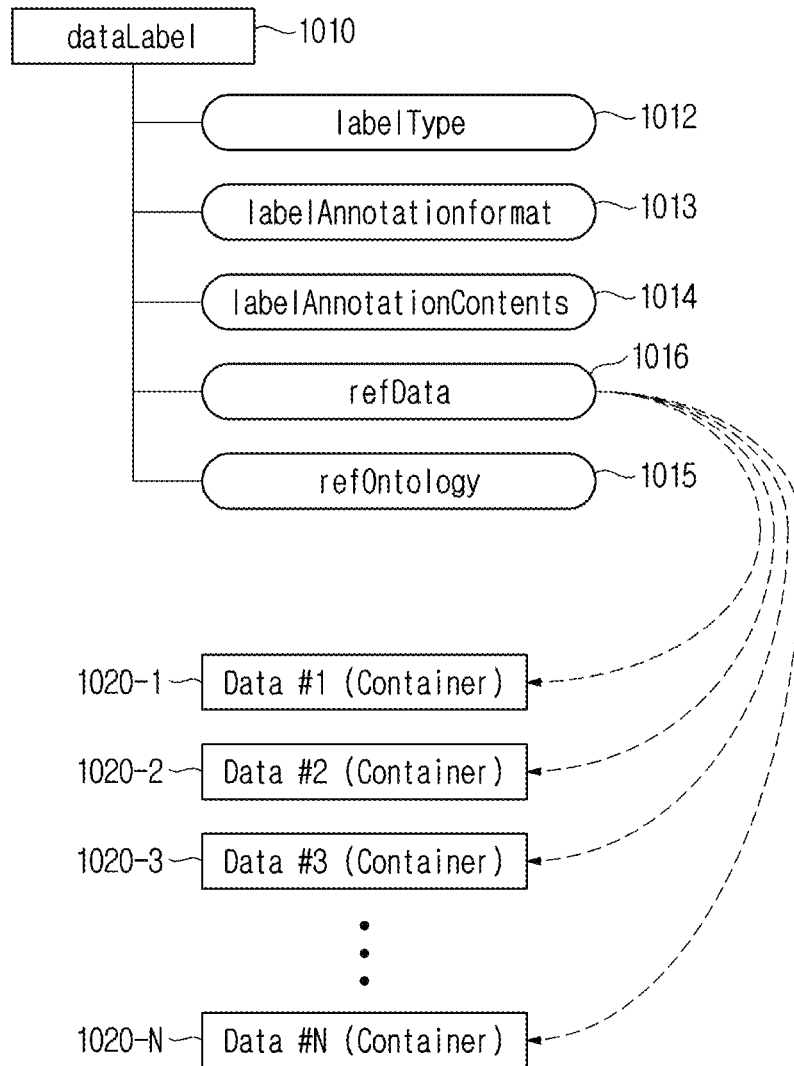 dataLabel 1010
labelType 1012
labelAnnotationformat 1013
labelAnnotationContents 1014
refData 1016
refOntology 1015
1020-1 Data #1 (Container)
1020-2 Data #2 (Container)
1020-3 Data #3 (Container)
1020-N Data #N (Container)